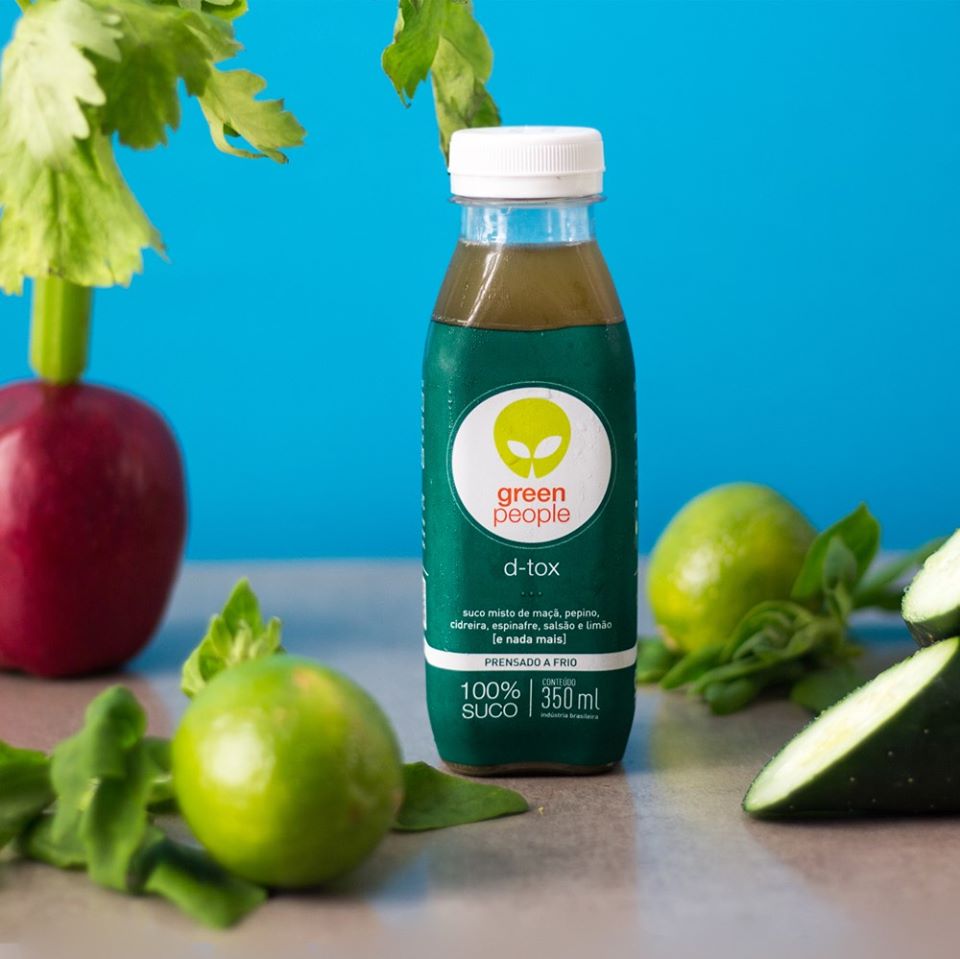 green
people
d-tox
suco misto de maçã, pepino,
cidreira, espinafre, salsão e limão
[e nada mais]
PRENSADO A FRIO
100%
SUCO
CONTEÚDO
350 ml
indústria brasileira